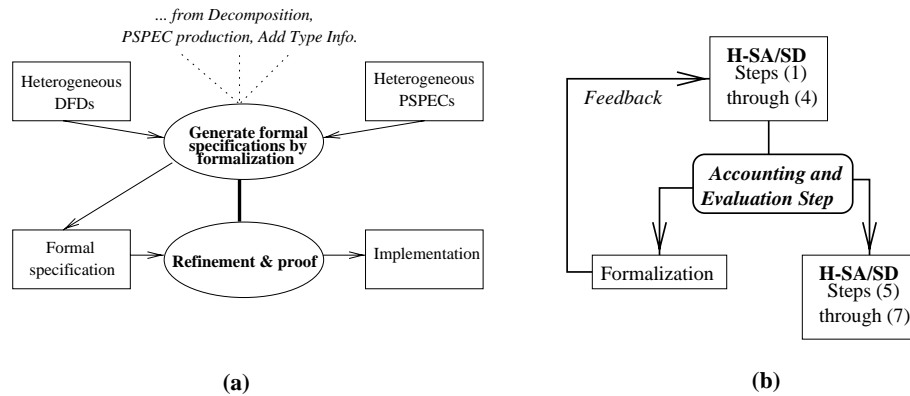 ... from Decomposition,
PSPEC production, Add Type Info.
Heterogeneous
DFDs
Heterogeneous
PSPECs
Generate formal
specifications by
formalization
Formal
specification
Refinement & proof
Implementation
(a)
H-SA/SD
Steps (1)
through (4)
Feedback
Accounting and
Evaluation Step
Formalization
H-SA/SD
Steps (5)
through (7)
(b)